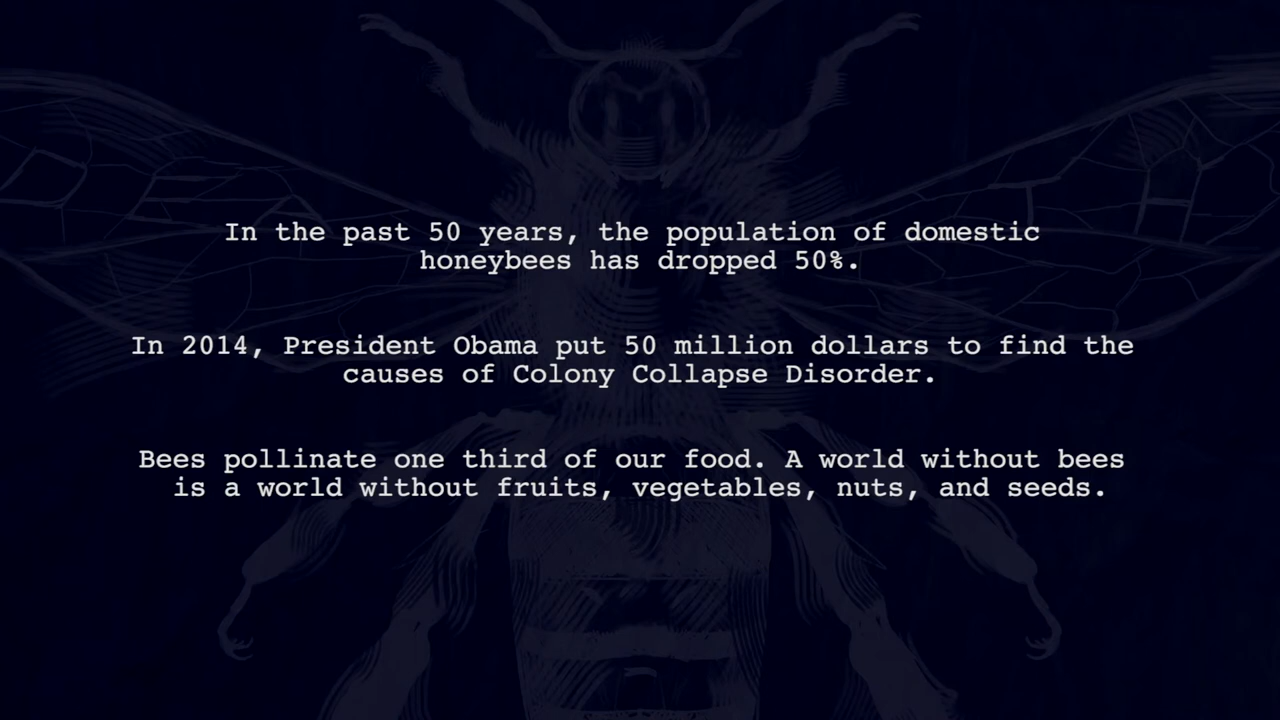 In the past 50 years, the population of domestic
honeybees has dropped 50%.
In 2014, President Obama put 50 million dollars to find the
causes of Colony Collapse Disorder.
Bees pollinate one third of our food. A world without bees
is a world without fruits, vegetables, nuts, and seeds.